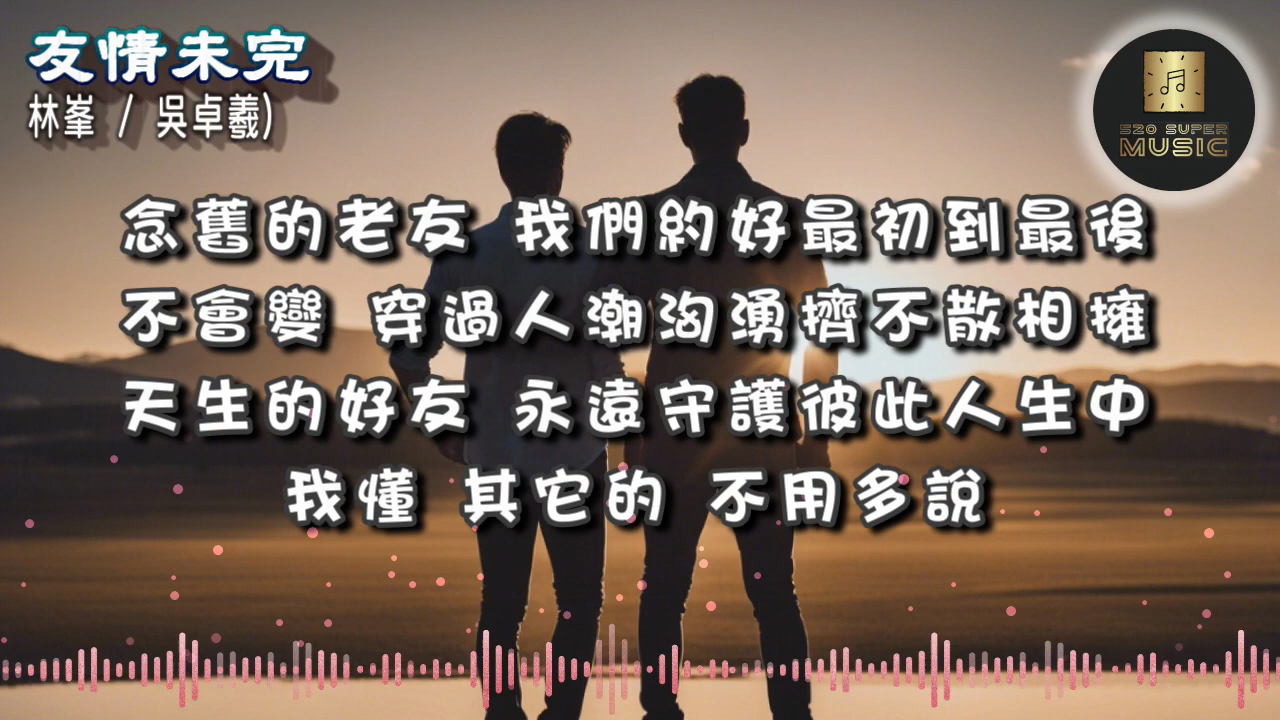 友情未完
林峯 / 吳卓羲)
520 SUPER
MUSIC
念舊的老友 我們約好最初到最後
不會變 穿過人潮洶湧擠不散相擁
天生的好友 永遠守護彼此人生中
我懂 其它的 不用多說